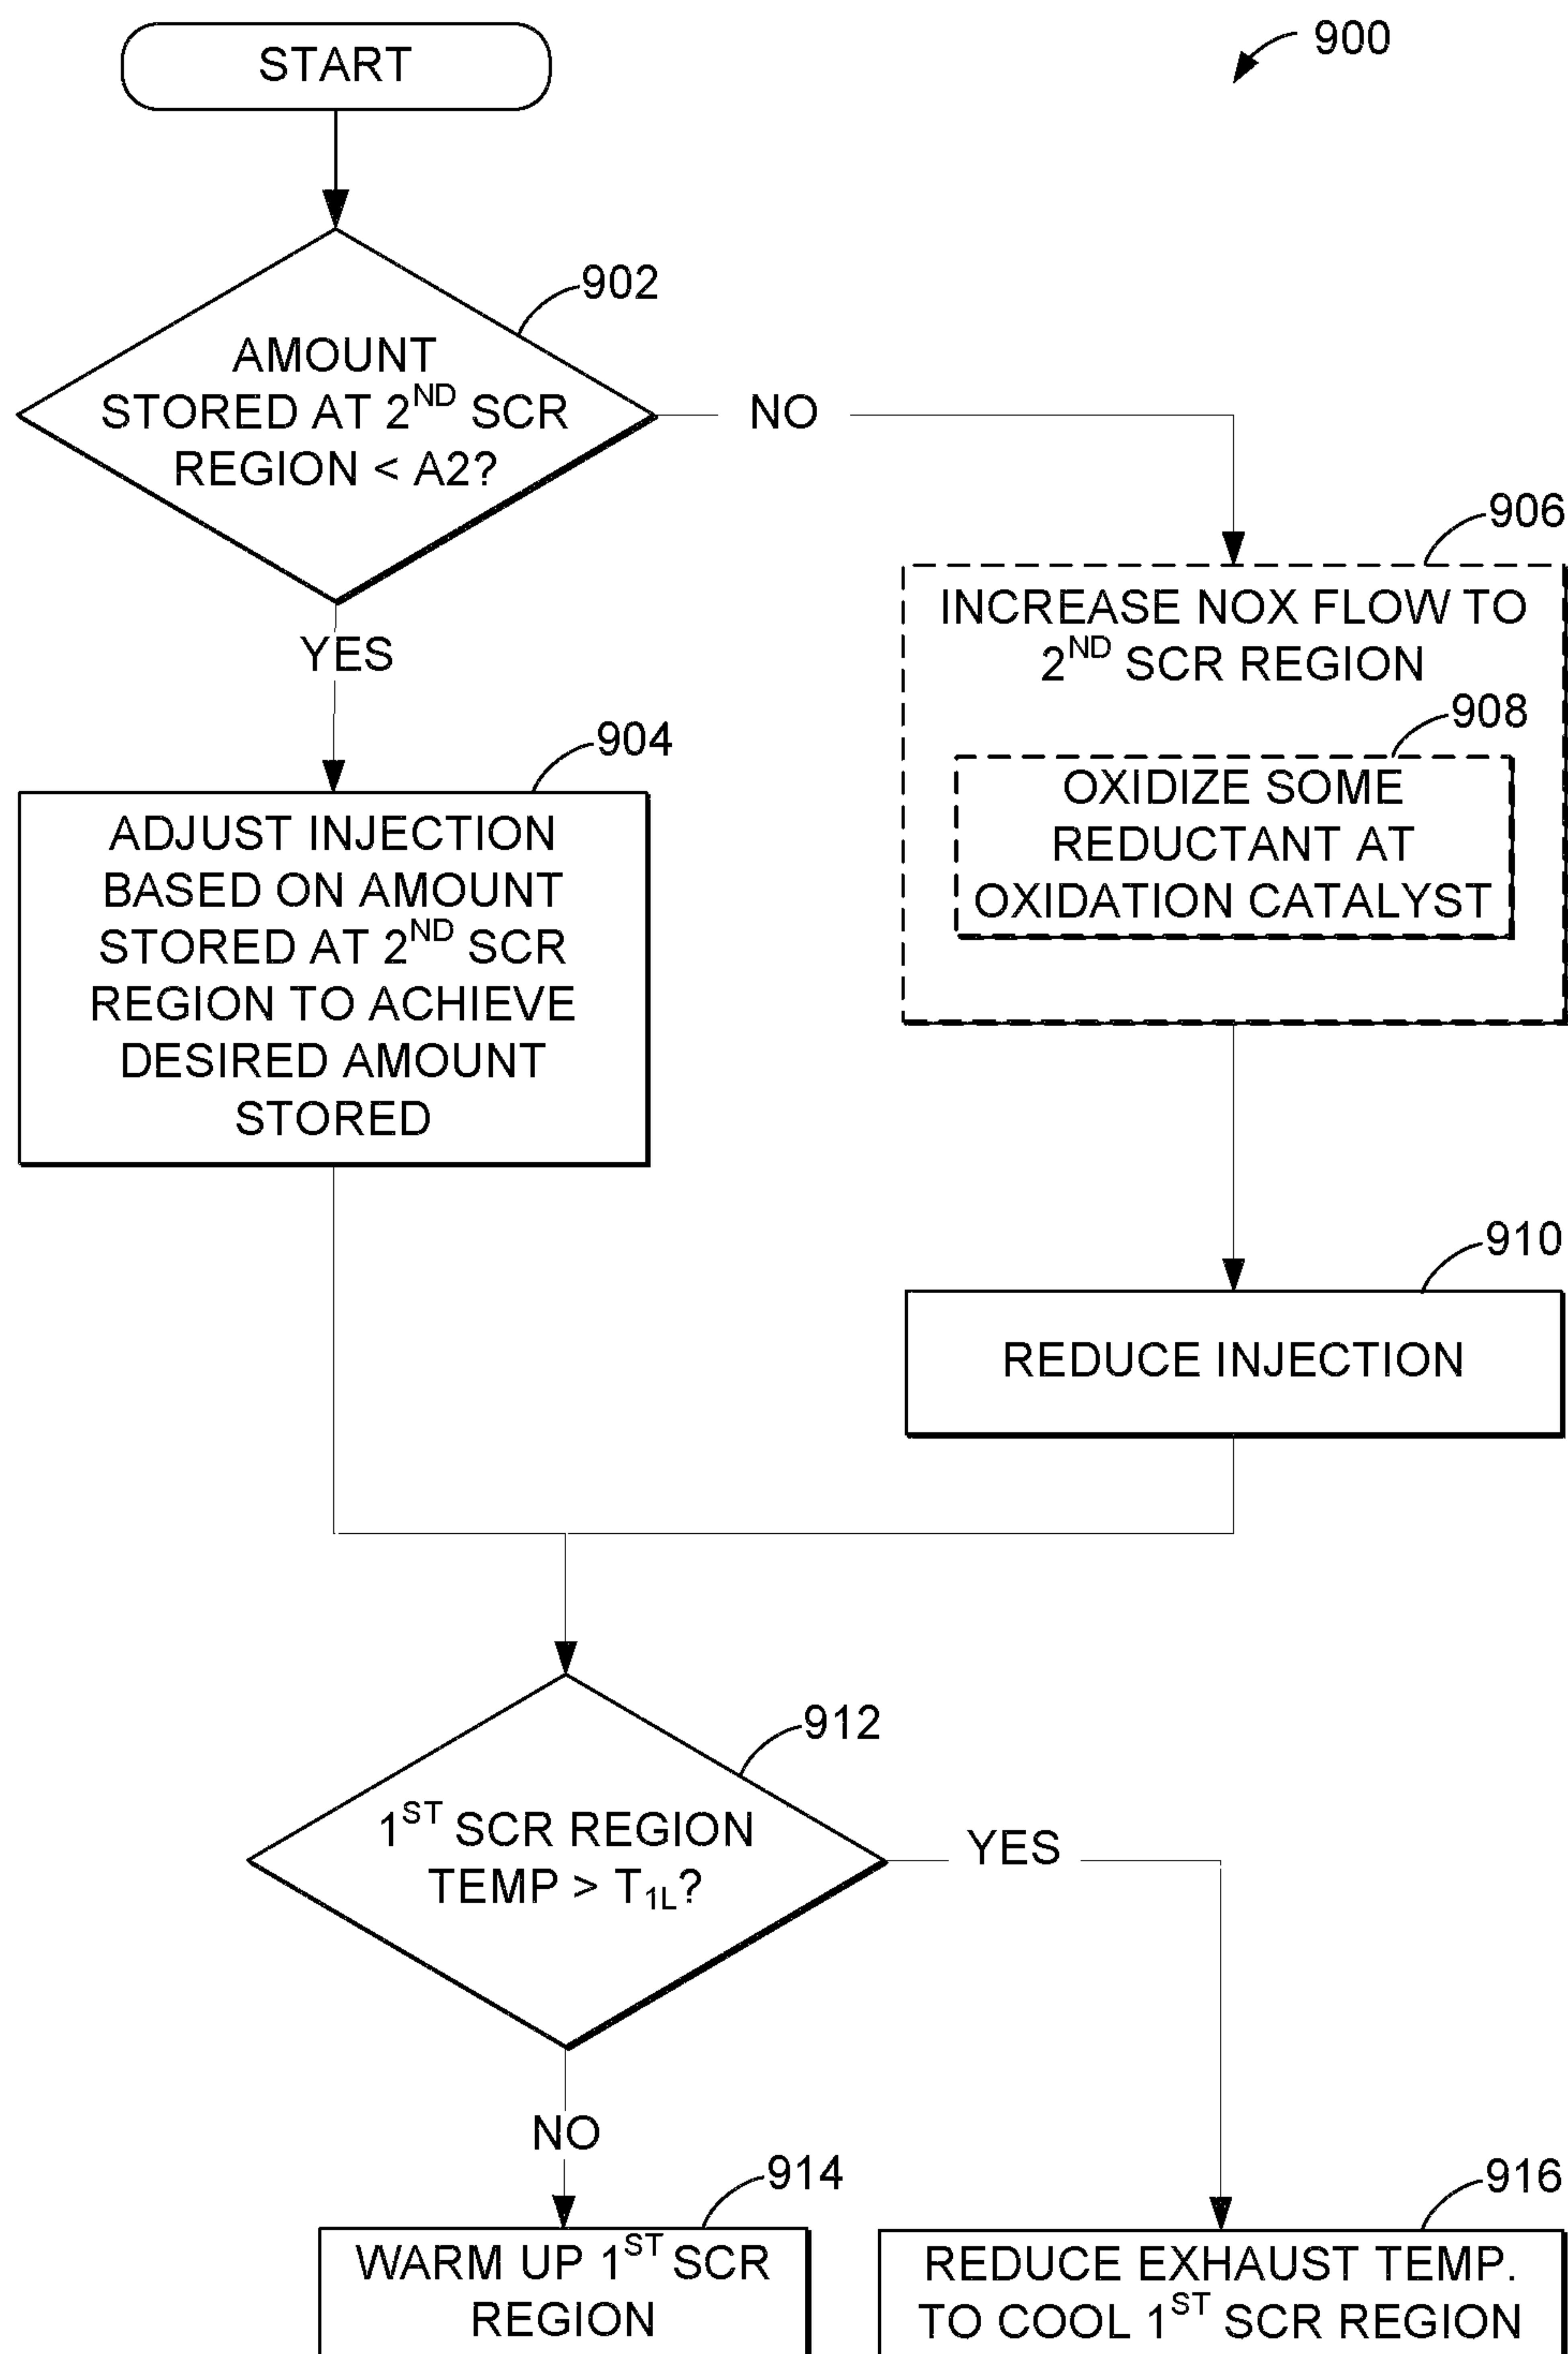 START
900
902
AMOUNT
STORED AT 2ND SCR
REGION < A2?
NO
YES
906
INCREASE NOX FLOW TO
2ND SCR REGION
908
OXIDIZE SOME
REDUCTANT AT
OXIDATION CATALYST
904
ADJUST INJECTION
BASED ON AMOUNT
STORED AT 2ND SCR
REGION TO ACHIEVE
DESIRED AMOUNT
STORED
910
REDUCE INJECTION
912
1ST SCR REGION
TEMP > T1L?
YES
NO
914
WARM UP 1ST SCR
REGION
916
REDUCE EXHAUST TEMP.
TO COOL 1ST SCR REGION